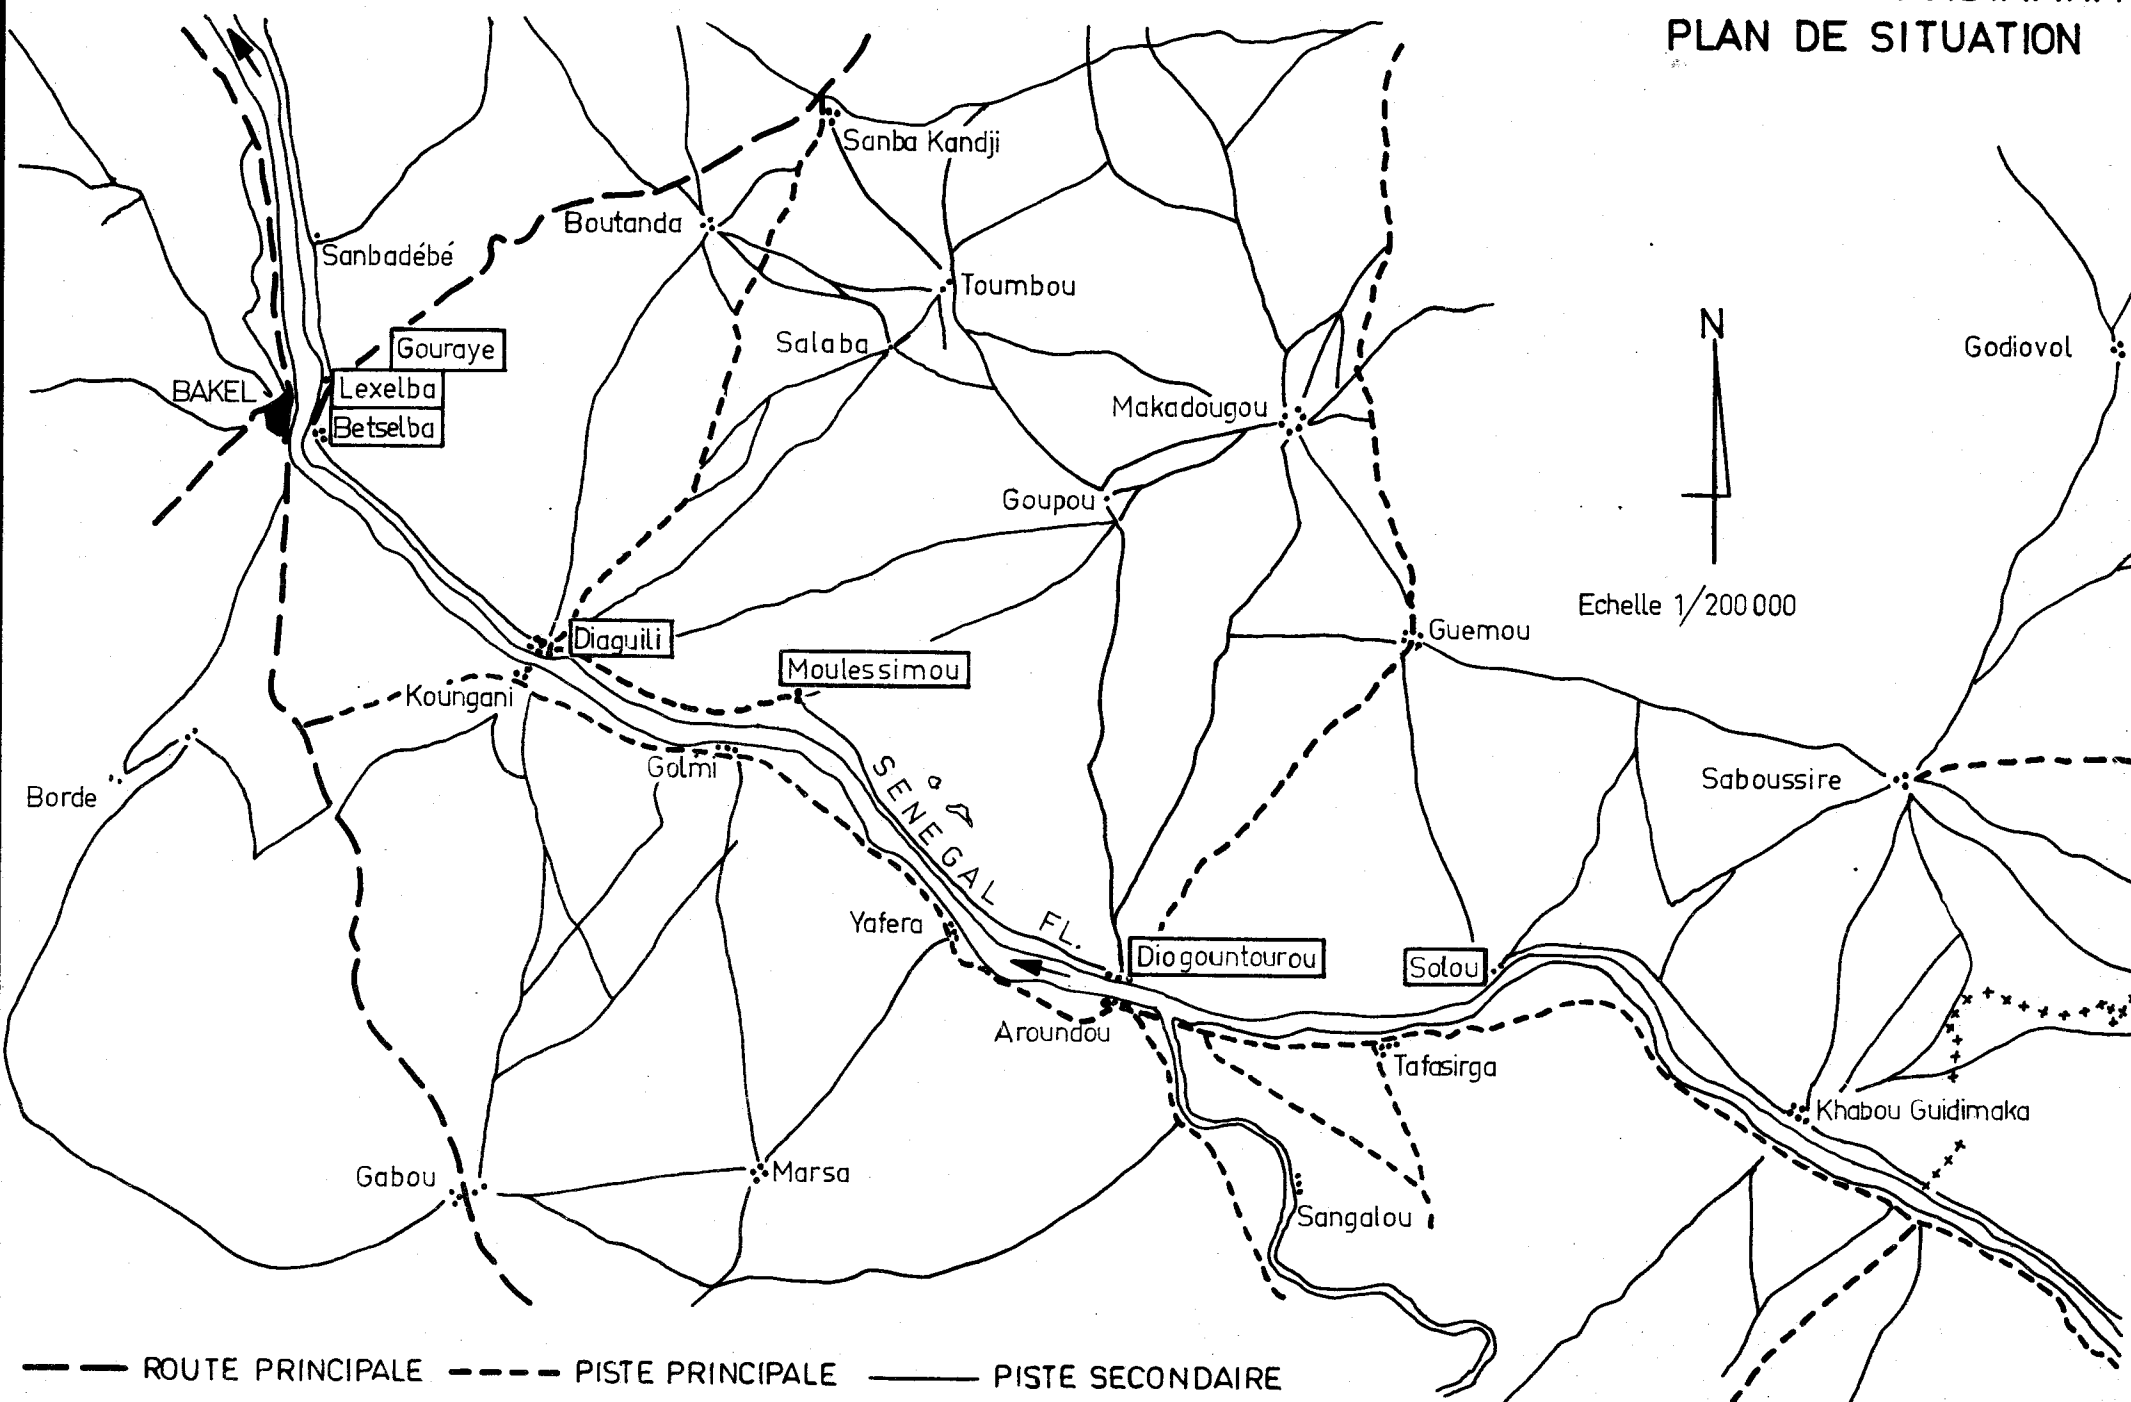 PLAN DE SITUATION
Sanba Kandji
Boutanda
Sanbadébé
Toumbou
Gouraye
Salaba
Godiovol
N
BAKEL
Lexelba
Betselba
Makadougou
Goupou
Echelle 1/200 000
Diaguili
Guemou
Moulessimou
Koungani
Golmi
Borde
Saboussire
SENEGAL FL.
Yafera
Diogountourou
Solou
Aroundou
Tafasirga
Khabou Guidimaka
Gabou
Marsa
Sangalou
ROUTE PRINCIPALE
PISTE PRINCIPALE
PISTE SECONDAIRE